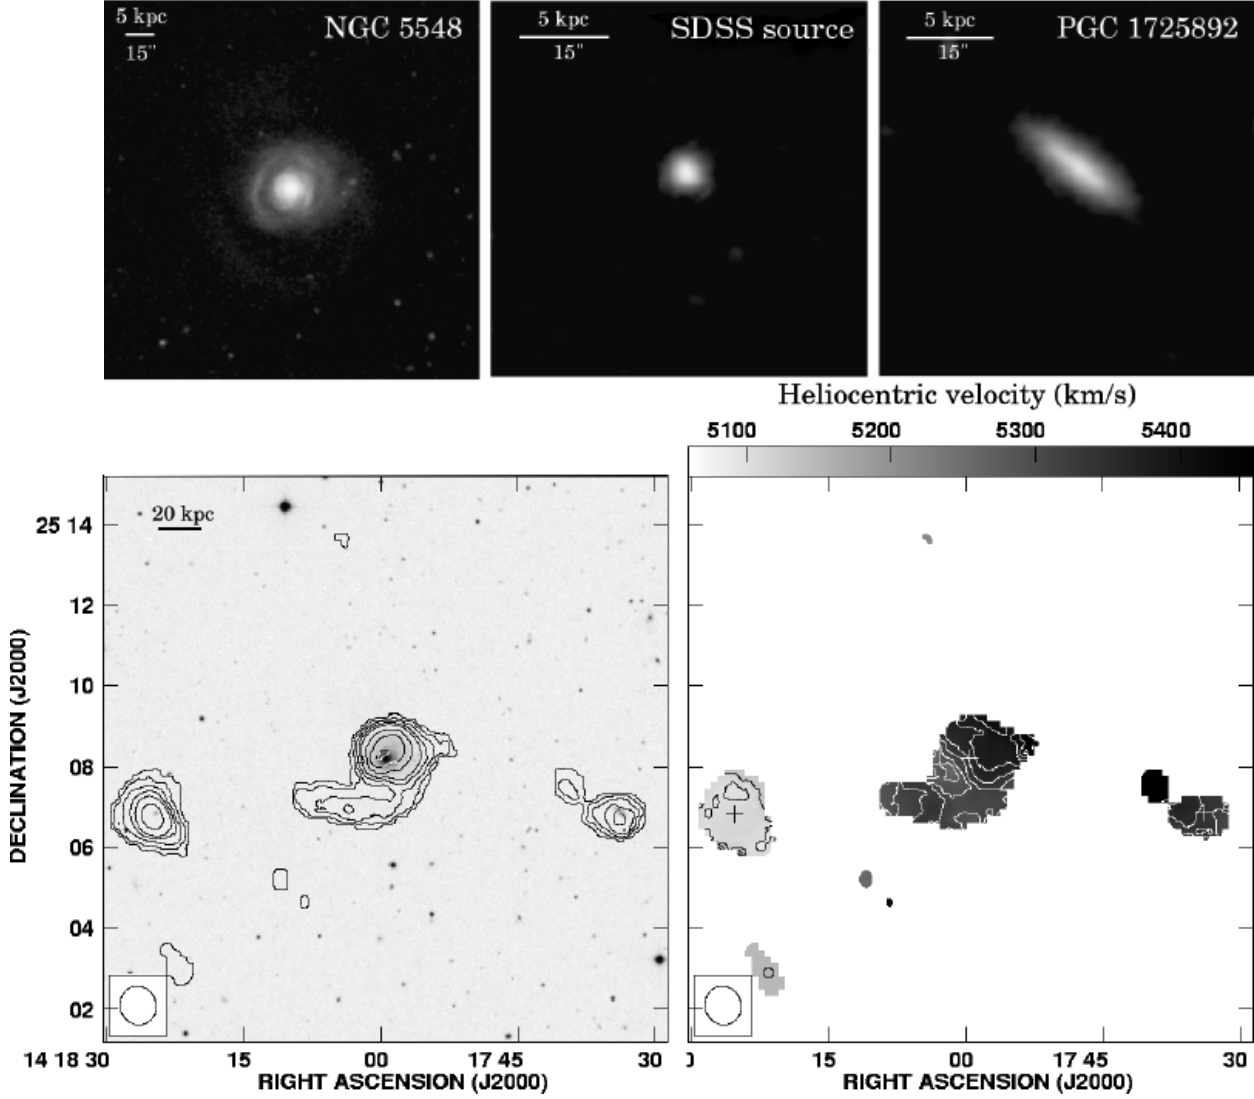 5 kpc
15"
NGC 5548
5 kpc
15"
SDSS source
5 kpc
15"
PGC 1725892
Heliocentric velocity (km/s)
5100 5200 5300 5400
20 kpc
DECLINATION (J2000)
25 14
12
10
08
06
04
02
14 18 30 15 00 17 45 30
RIGHT ASCENSION (J2000)
15 00 17 45 30
RIGHT ASCENSION (J2000)